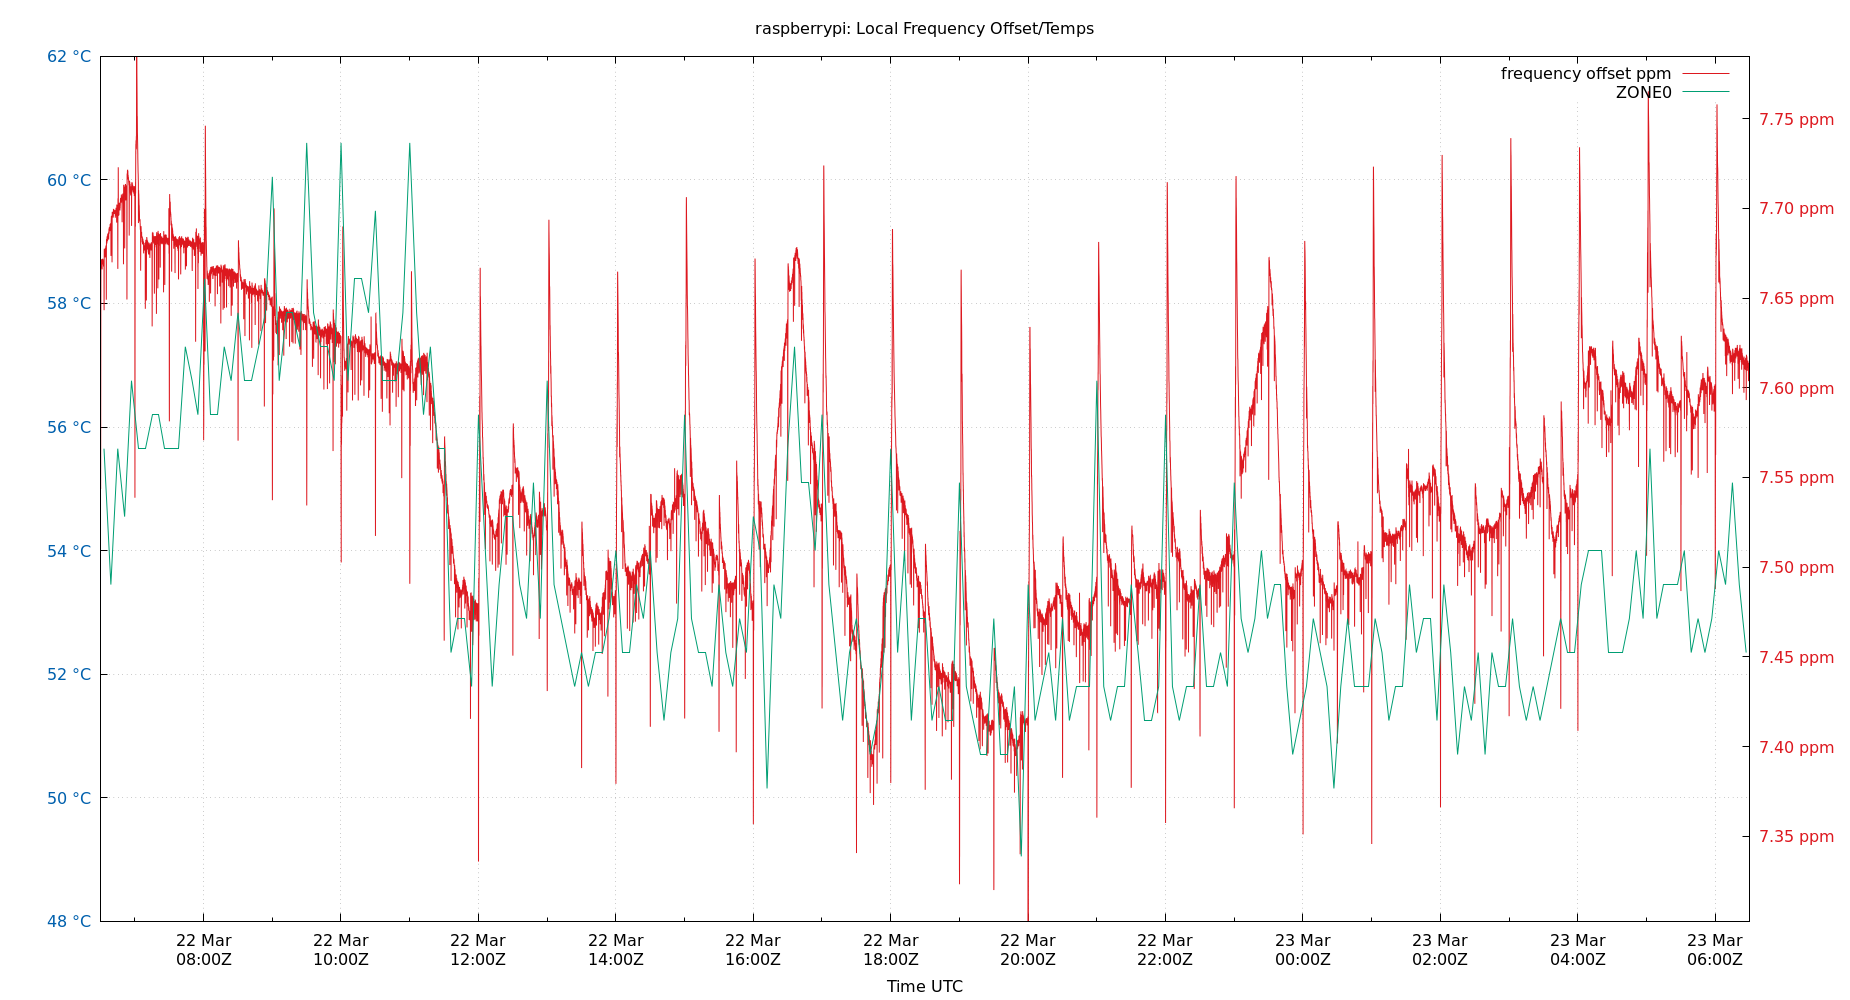 raspberrypi: Local Frequency Offset/Temps
62 °C
60 °C
58 °C
56 °C
54 °C
52 °C
50 °C
48 °C
frequency offset ppm
ZONE0
7.75 ppm
7.70 ppm
7.65 ppm
7.60 ppm
7.55 ppm
7.50 ppm
7.45 ppm
7.40 ppm
7.35 ppm
22 Mar
08:00Z
22 Mar
10:00Z
22 Mar
12:00Z
22 Mar
14:00Z
22 Mar
16:00Z
22 Mar
18:00Z
22 Mar
20:00Z
22 Mar
22:00Z
23 Mar
00:00Z
23 Mar
02:00Z
23 Mar
04:00Z
23 Mar
06:00Z
Time UTC